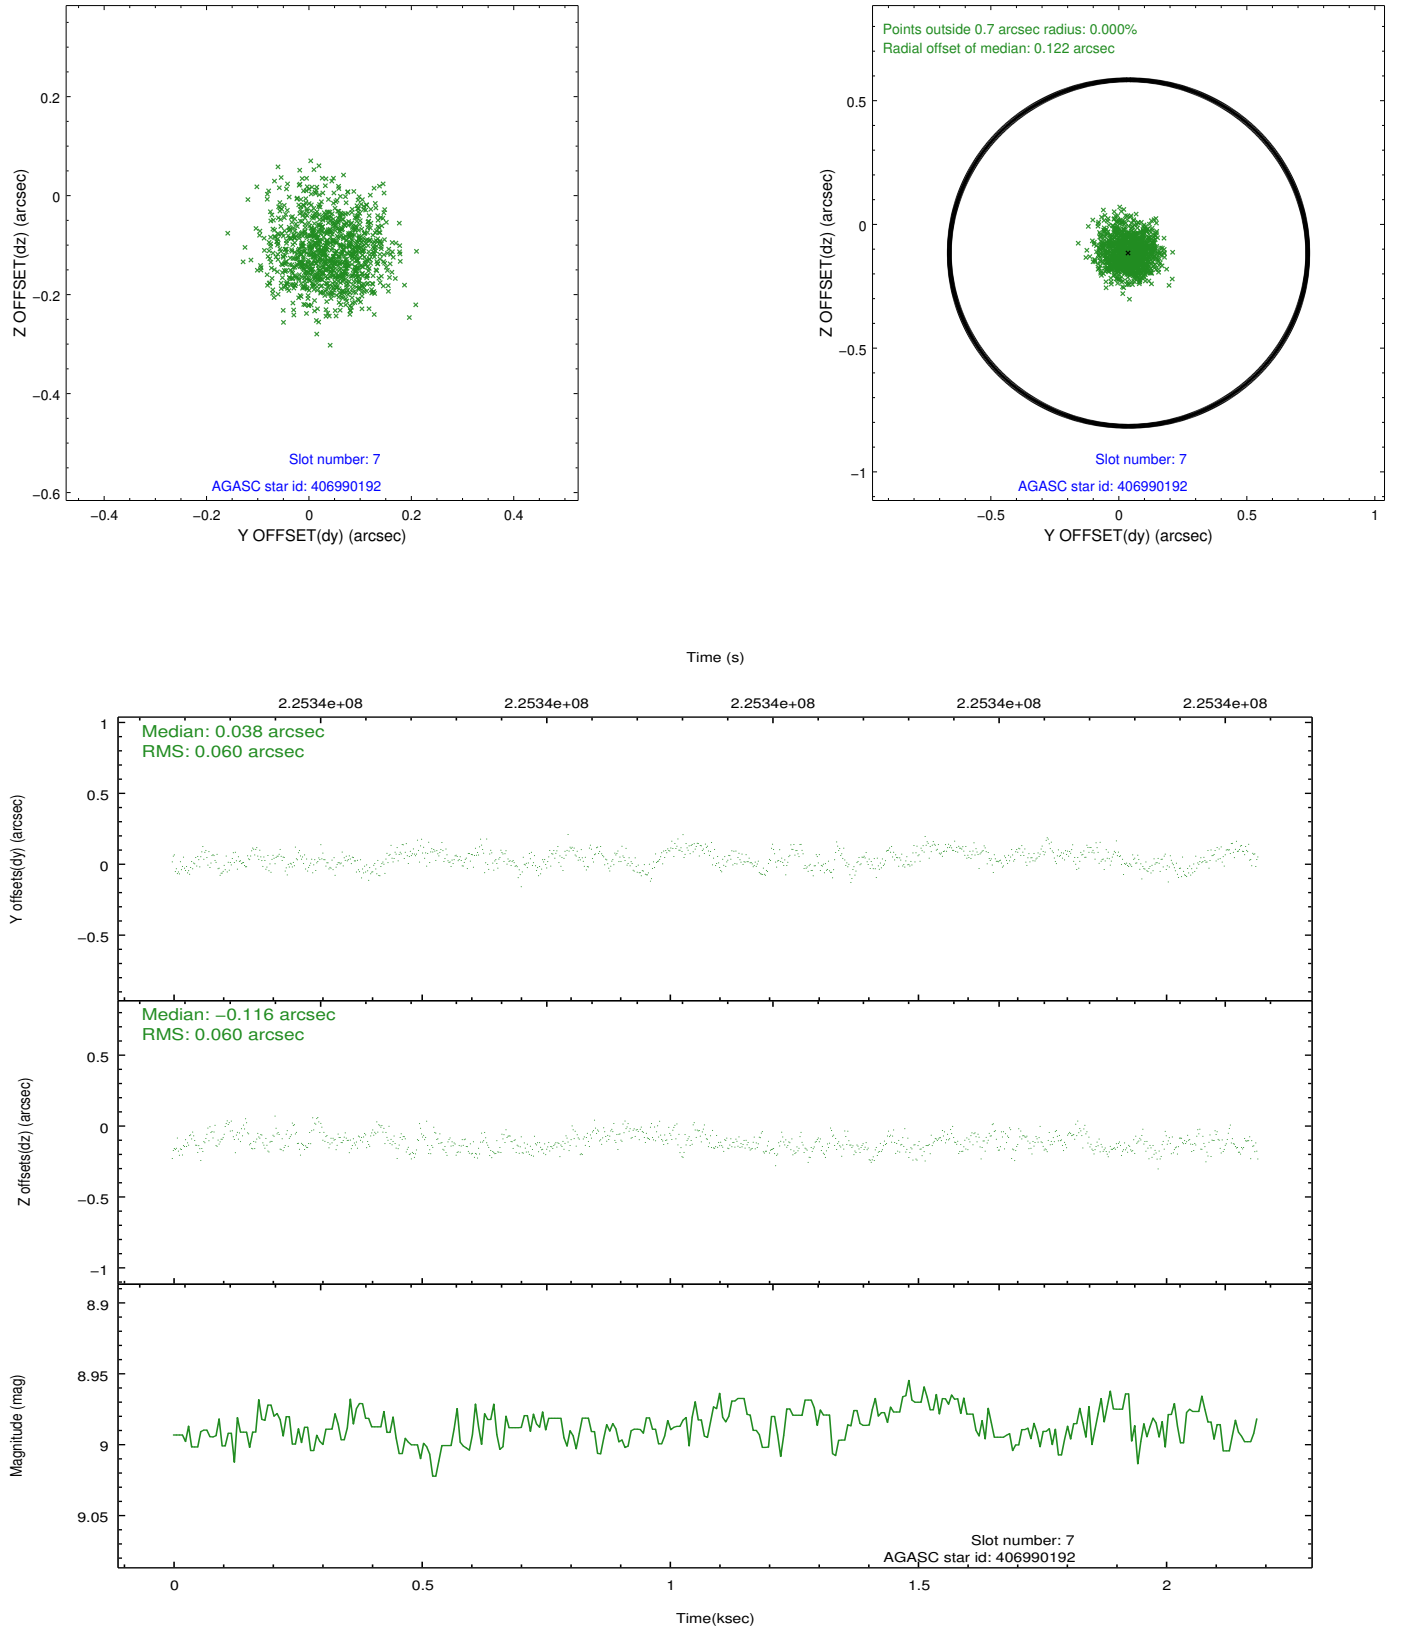 0.2
0
−0.2
−0.4
−0.6
−0.4
−0.2
0
0.2
0.4
Z OFFSET(dz) (arcsec)
Y OFFSET(dy) (arcsec)
Slot number: 7
AGASC star id: 406990192
Points outside 0.7 arcsec radius: 0.000%
Radial offset of median: 0.122 arcsec
0.5
0
−0.5
−1
−0.5
0
0.5
1
Z OFFSET(dz) (arcsec)
Y OFFSET(dy) (arcsec)
Slot number: 7
AGASC star id: 406990192
Time (s)
2.2534e+08
2.2534e+08
2.2534e+08
2.2534e+08
2.2534e+08
Median: 0.038 arcsec
RMS: 0.060 arcsec
1
0.5
0
−0.5
Y offsets(dy) (arcsec)
Median: −0.116 arcsec
RMS: 0.060 arcsec
0.5
0
−0.5
−1
Z offsets(dz) (arcsec)
8.9
8.95
9
9.05
Magnitude (mag)
Slot number: 7
AGASC star id: 406990192
0
0.5
1
1.5
2
Time(ksec)